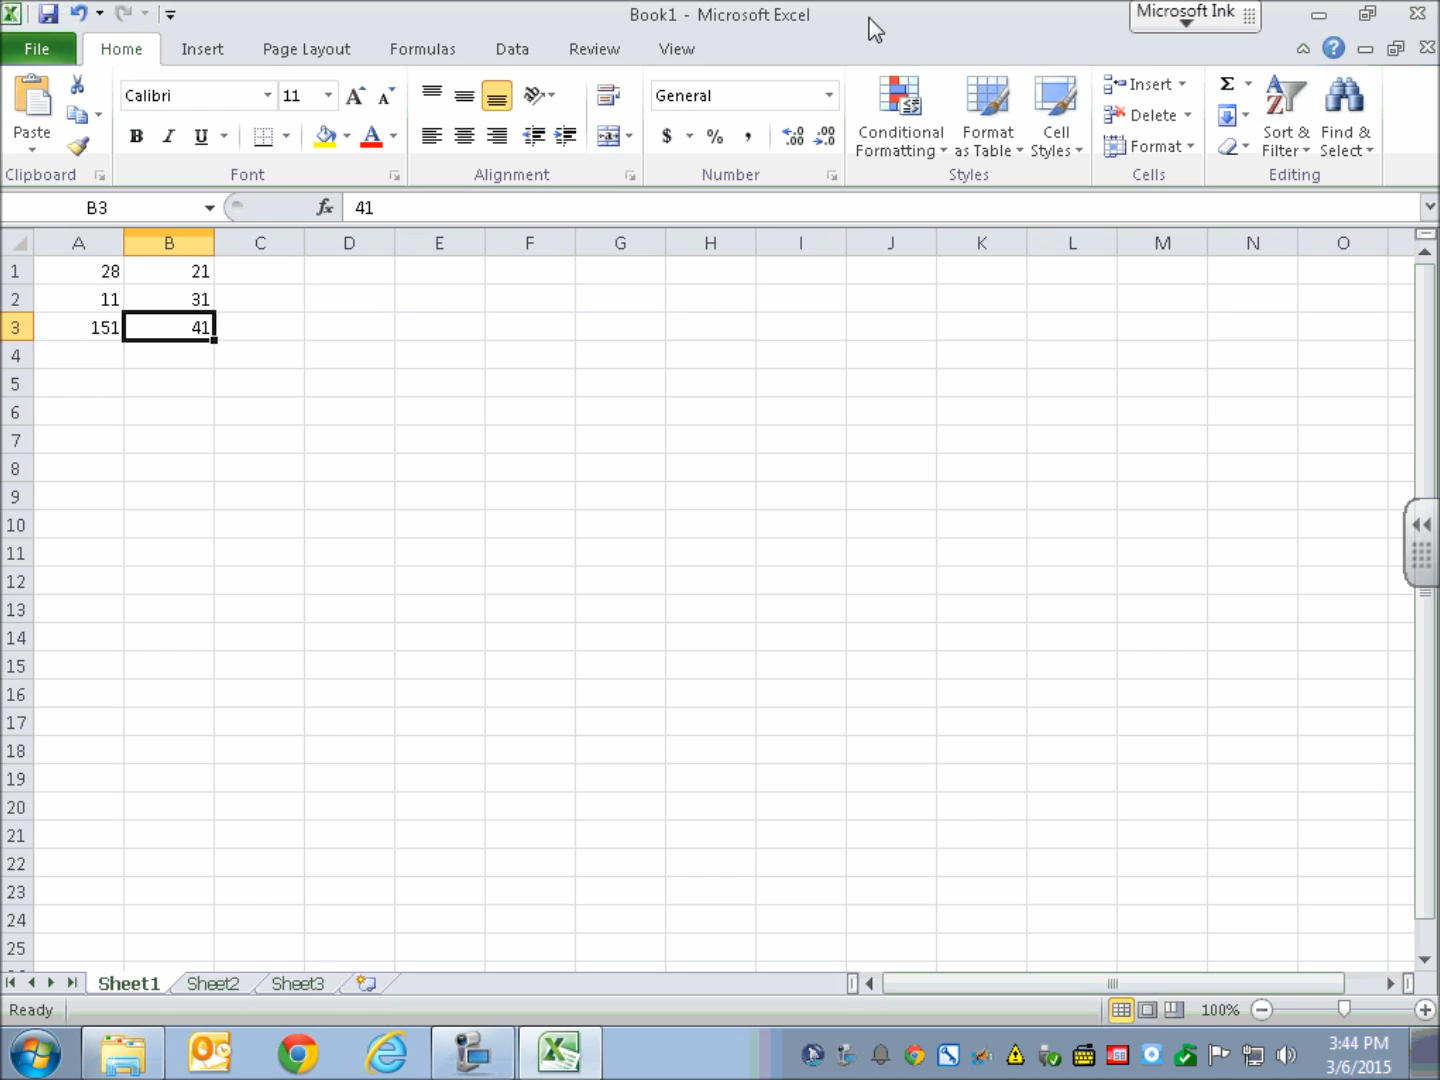 Book1 - Microsoft Excel
Microsoft Ink
File Home Insert Page Layout Formulas Data Review View
Paste
Calibri 11
B I U A
General
$ % ,
Conditional Formatting
Format as Table
Cell Styles
Insert
Delete
Format
Σ
Sort & Filter
Find & Select
Clipboard Font Alignment Number Styles Cells Editing
B3 fx 41
A B C D E F G H I J K L M N O
1 28 21
2 11 31
3 151 41
4
5
6
7
8
9
10
11
12
13
14
15
16
17
18
19
20
21
22
23
24
25
Sheet1 Sheet2 Sheet3
Ready 100%
3:44 PM
3/6/2015